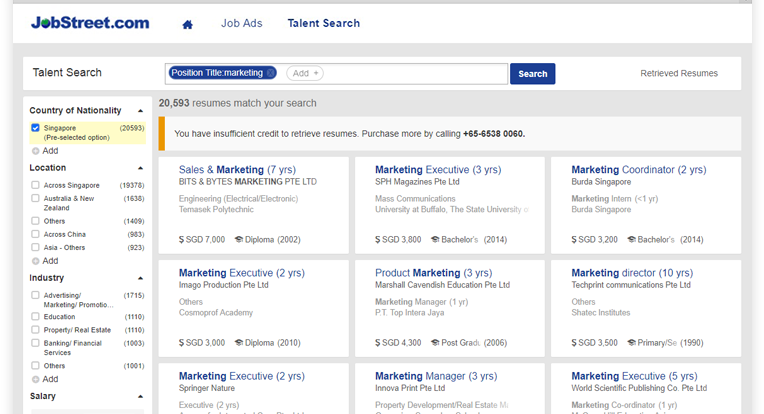 JobStreet.com
Job Ads
Talent Search
Talent Search
Position Title:marketing
Add +
Search
Retrieved Resumes
Country of Nationality
Singapore (20593)
(Pre-selected option)
Add
Location
Across Singapore (19378)
Australia & New (1638)
Zealand
Others (1409)
Across China (983)
Asia - Others (923)
Add
Industry
Advertising/ (1715)
Marketing/ Promotio...
Education (1110)
Property/ Real Estate (1110)
Banking/ Financial (1003)
Services
Others (1001)
Add
Salary
20,593 resumes match your search
You have insufficient credit to retrieve resumes. Purchase more by calling +65-6538 0060.
Sales & Marketing (7 yrs)
BITS & BYTES MARKETING PTE LTD
Engineering (Electrical/Electronic)
Temasek Polytechnic
$ SGD 7,000 Diploma (2002)
Marketing Executive (3 yrs)
SPH Magazines Pte Ltd
Mass Communications
University at Buffalo, The State University o
$ SGD 3,800 Bachelor's (2014)
Marketing Coordinator (2 yrs)
Burda Singapore
Marketing Intern (<1 yr)
Burda Singapore
$ SGD 3,200 Bachelor's (2014)
Marketing Executive (2 yrs)
Imago Production Pte Ltd
Others
Cosmoprof Academy
$ SGD 3,000 Diploma (2010)
Product Marketing (3 yrs)
Marshall Cavendish Education Pte Ltd
Marketing Manager (1 yr)
P.T. Top Intera Jaya
$ SGD 4,300 Post Gradu (2006)
Marketing director (10 yrs)
Techprint communications Pte Ltd
Others
Shatec Institutes
$ SGD 3,500 Primary/Se (1990)
Marketing Executive (2 yrs)
Springer Nature
Executive (2 yrs)
Marketing Manager (3 yrs)
Innova Print Pte Ltd
Property Development/Real Estate Ma
Marketing Executive (5 yrs)
World Scientific Publishing Co. Pte Ltd
Marketing Co-ordinator (1 yr)